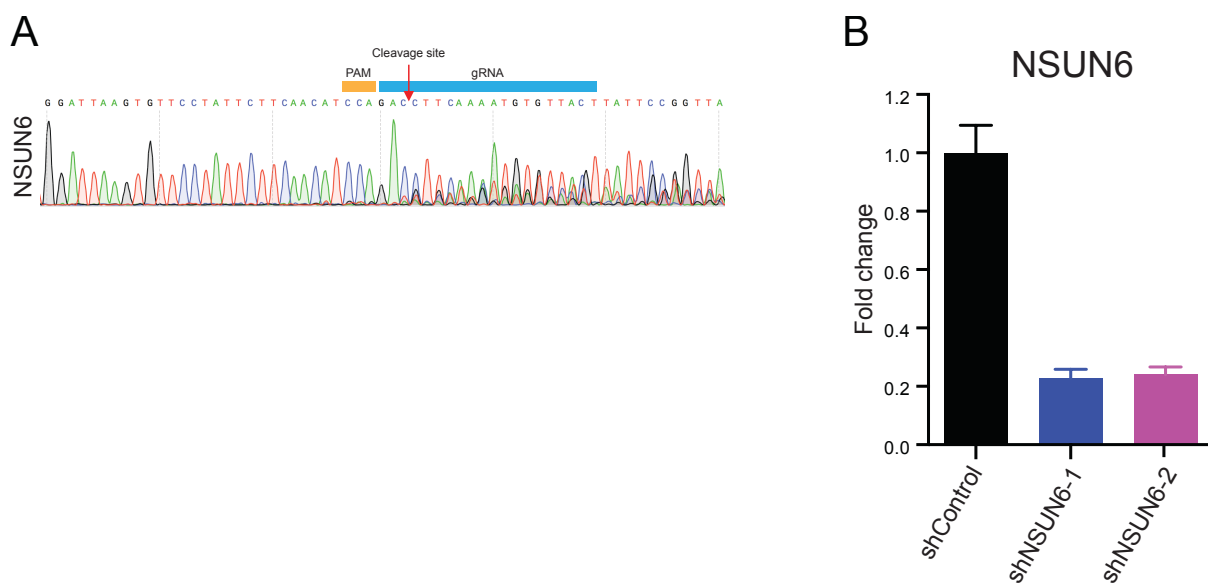 A
Cleavage site
PAM
gRNA
G G A T T A A G T G T T C C T A T T C T T C A A C A T C C A G A C C T T C A A A A T G T G T T A C T T A T T C C G G T T A
NSUN6
B
NSUN6
Fold change
1.2
1.0
0.8
0.6
0.4
0.2
0.0
shControl
shNSUN6-1
shNSUN6-2